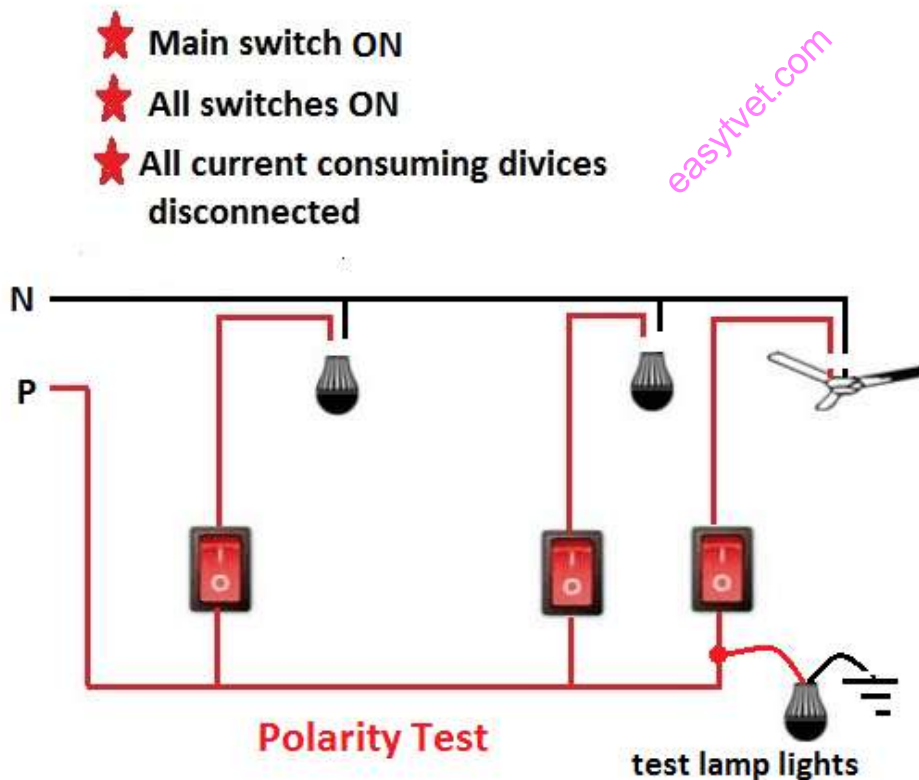 Main switch ON
All switches ON
All current consuming divices
disconnected
easytvet.com
N
P
Polarity Test
test lamp lights